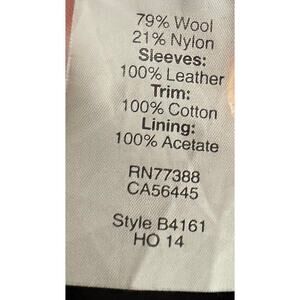 79% Wool
21% Nylon
Sleeves:
100% Leather
Trim:
100% Cotton
Lining:
100% Acetate
RN77388
CA56445
Style B4161
HO 14